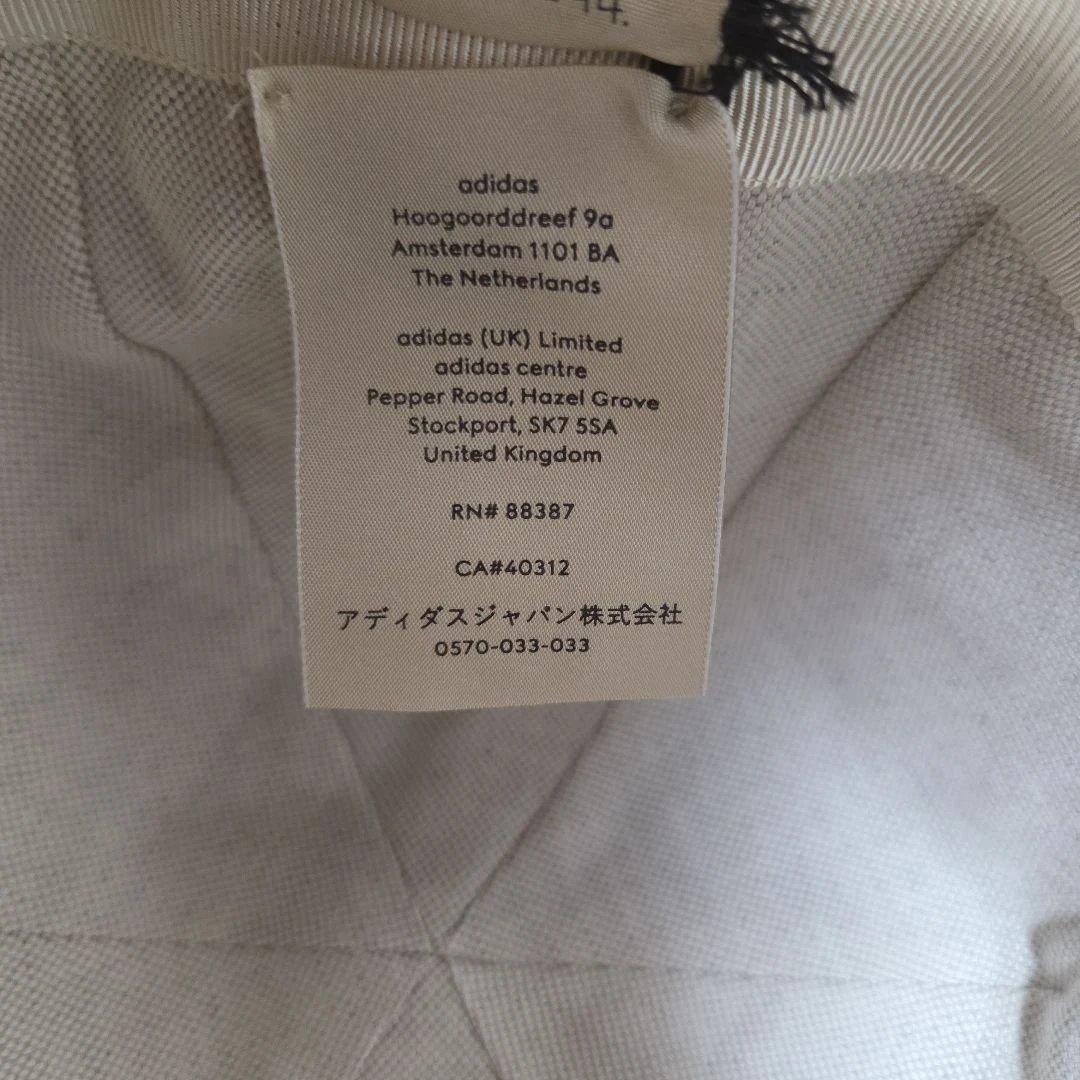 adidas
Hoogoorddreef 9a
Amsterdam 1101 BA
The Netherlands
adidas (UK) Limited
adidas centre
Pepper Road, Hazel Grove
Stockport, SK7 5SA
United Kingdom
RN# 88387
CA#40312
アディダスジャパン株式会社
0570-033-033